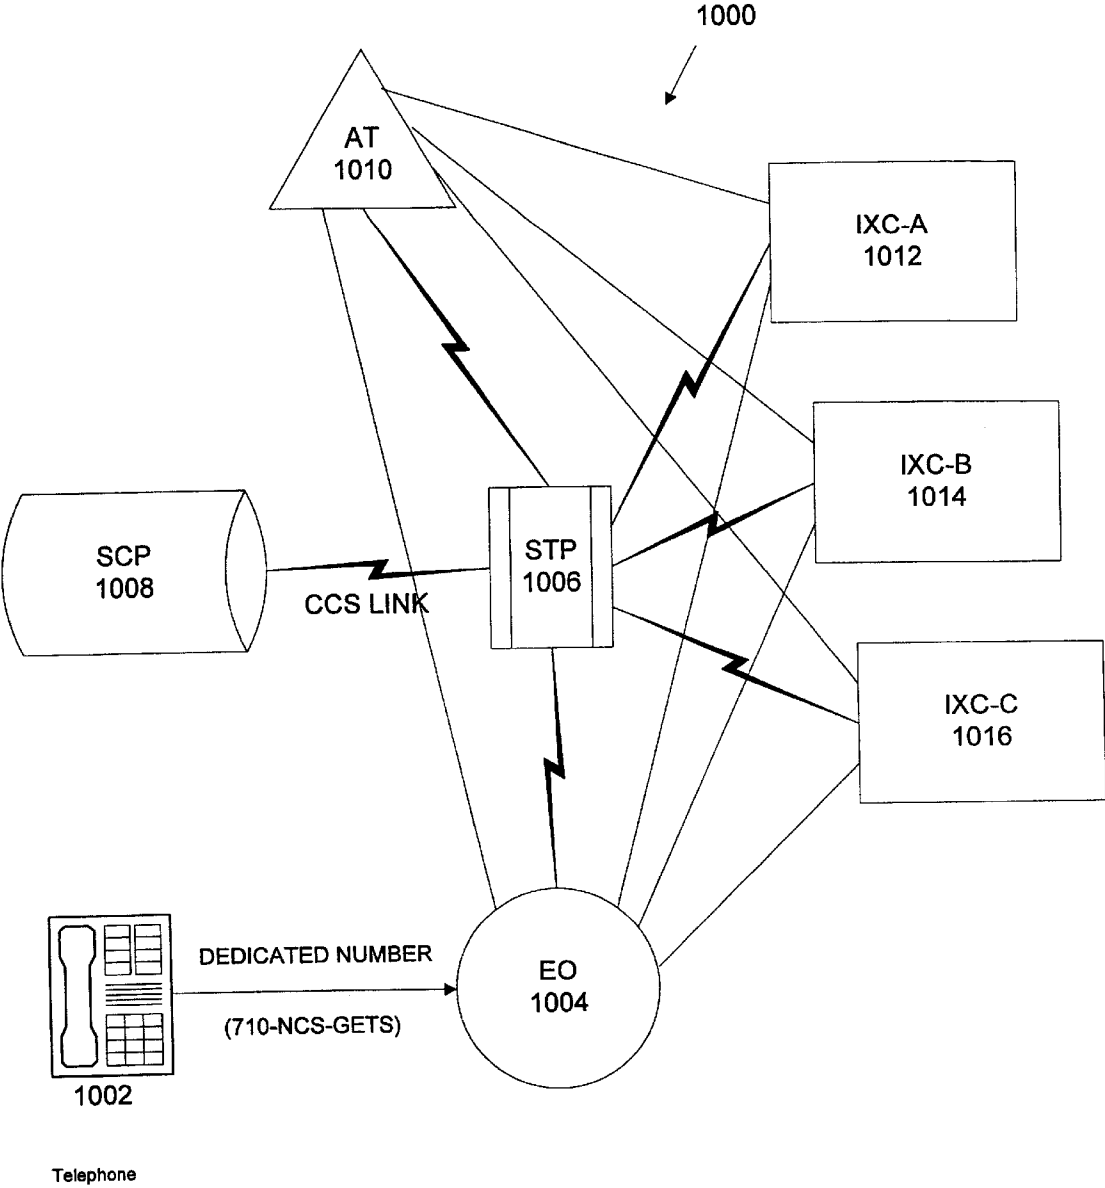 1000
AT
1010
IXC-A
1012
IXC-B
1014
SCP
1008
STP
1006
CCS LINK
IXC-C
1016
DEDICATED NUMBER
(710-NCS-GETS)
EO
1004
1002
Telephone